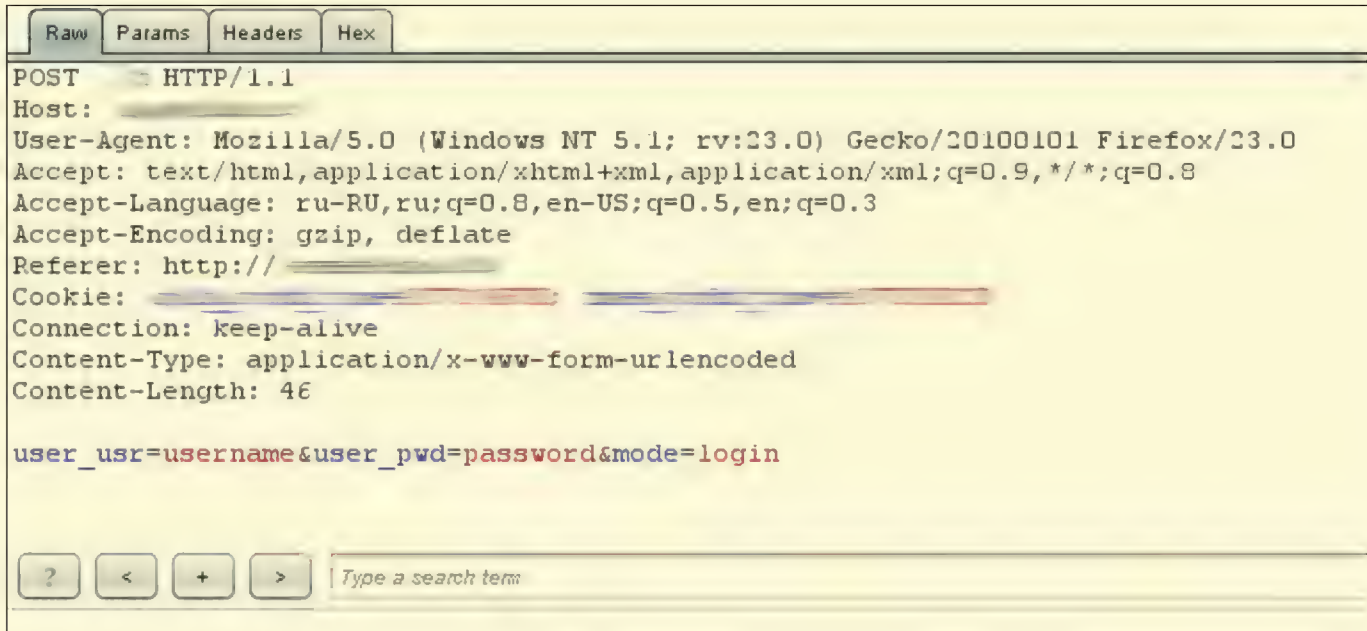 Raw Params Headers Hex
POST HTTP/1.1
Host:
User-Agent: Mozilla/5.0 (Windows NT 5.1; rv:23.0) Gecko/20100101 Firefox/23.0
Accept: text/html,application/xhtml+xml,application/xml;q=0.9,*/*;q=0.8
Accept-Language: ru-RU,ru;q=0.8,en-US;q=0.5,en;q=0.3
Accept-Encoding: gzip, deflate
Referer: http://
Cookie:
Connection: keep-alive
Content-Type: application/x-www-form-urlencoded
Content-Length: 46

user_usr=username&user_pwd=password&mode=login
? < + > Type a search term